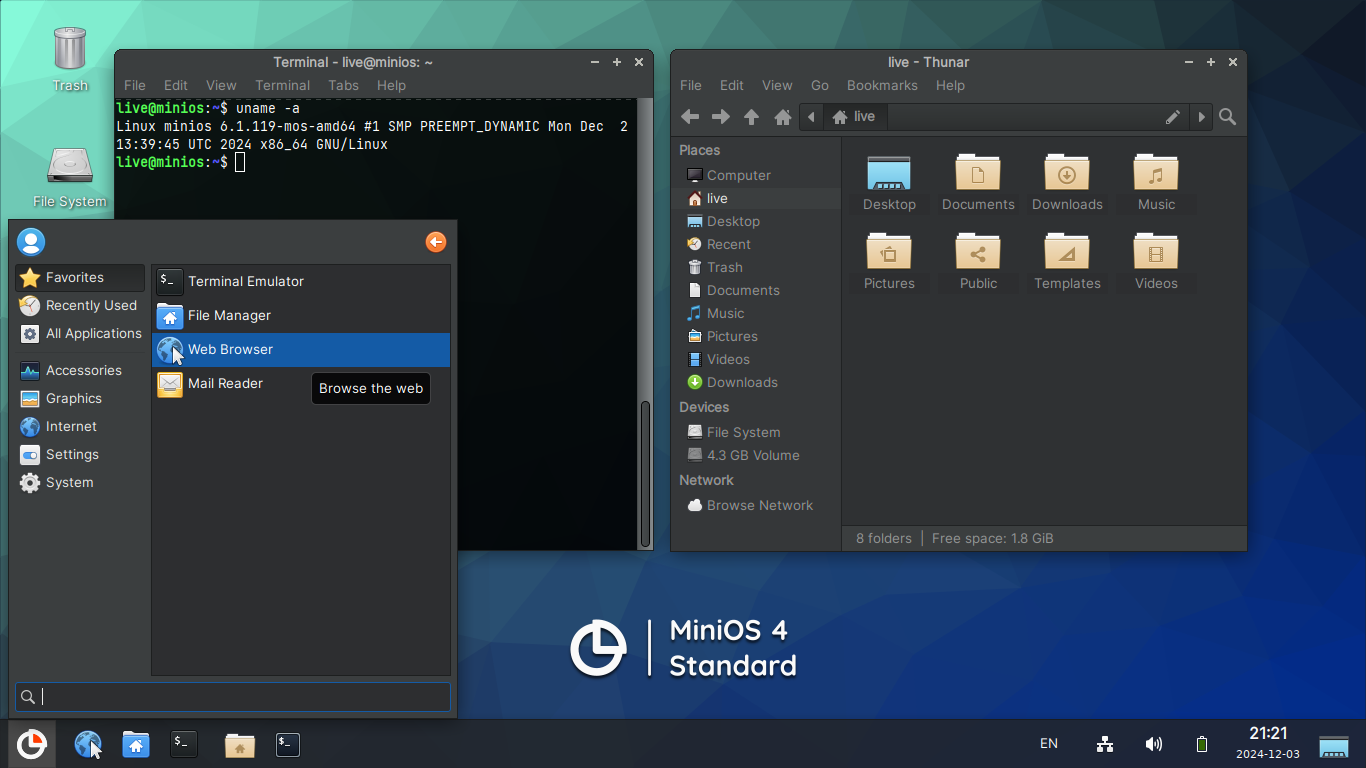 Trash
File System
Terminal - live@minios: ~
File Edit View Terminal Tabs Help
live@minios:~$ uname -a
Linux minios 6.1.119-mos-amd64 #1 SMP PREEMPT_DYNAMIC Mon Dec  2
13:39:45 UTC 2024 x86_64 GNU/Linux
live@minios:~$
live - Thunar
File Edit View Go Bookmarks Help
live
Places
Computer
live
Desktop
Recent
Trash
Documents
Music
Pictures
Videos
Downloads
Devices
File System
4.3 GB Volume
Network
Browse Network
Desktop Documents Downloads Music
Pictures Public Templates Videos
8 folders | Free space: 1.8 GiB
Favorites
Recently Used
All Applications
Accessories
Graphics
Internet
Settings
System
Terminal Emulator
File Manager
Web Browser
Mail Reader
Browse the web
MiniOS 4
Standard
EN
21:21
2024-12-03